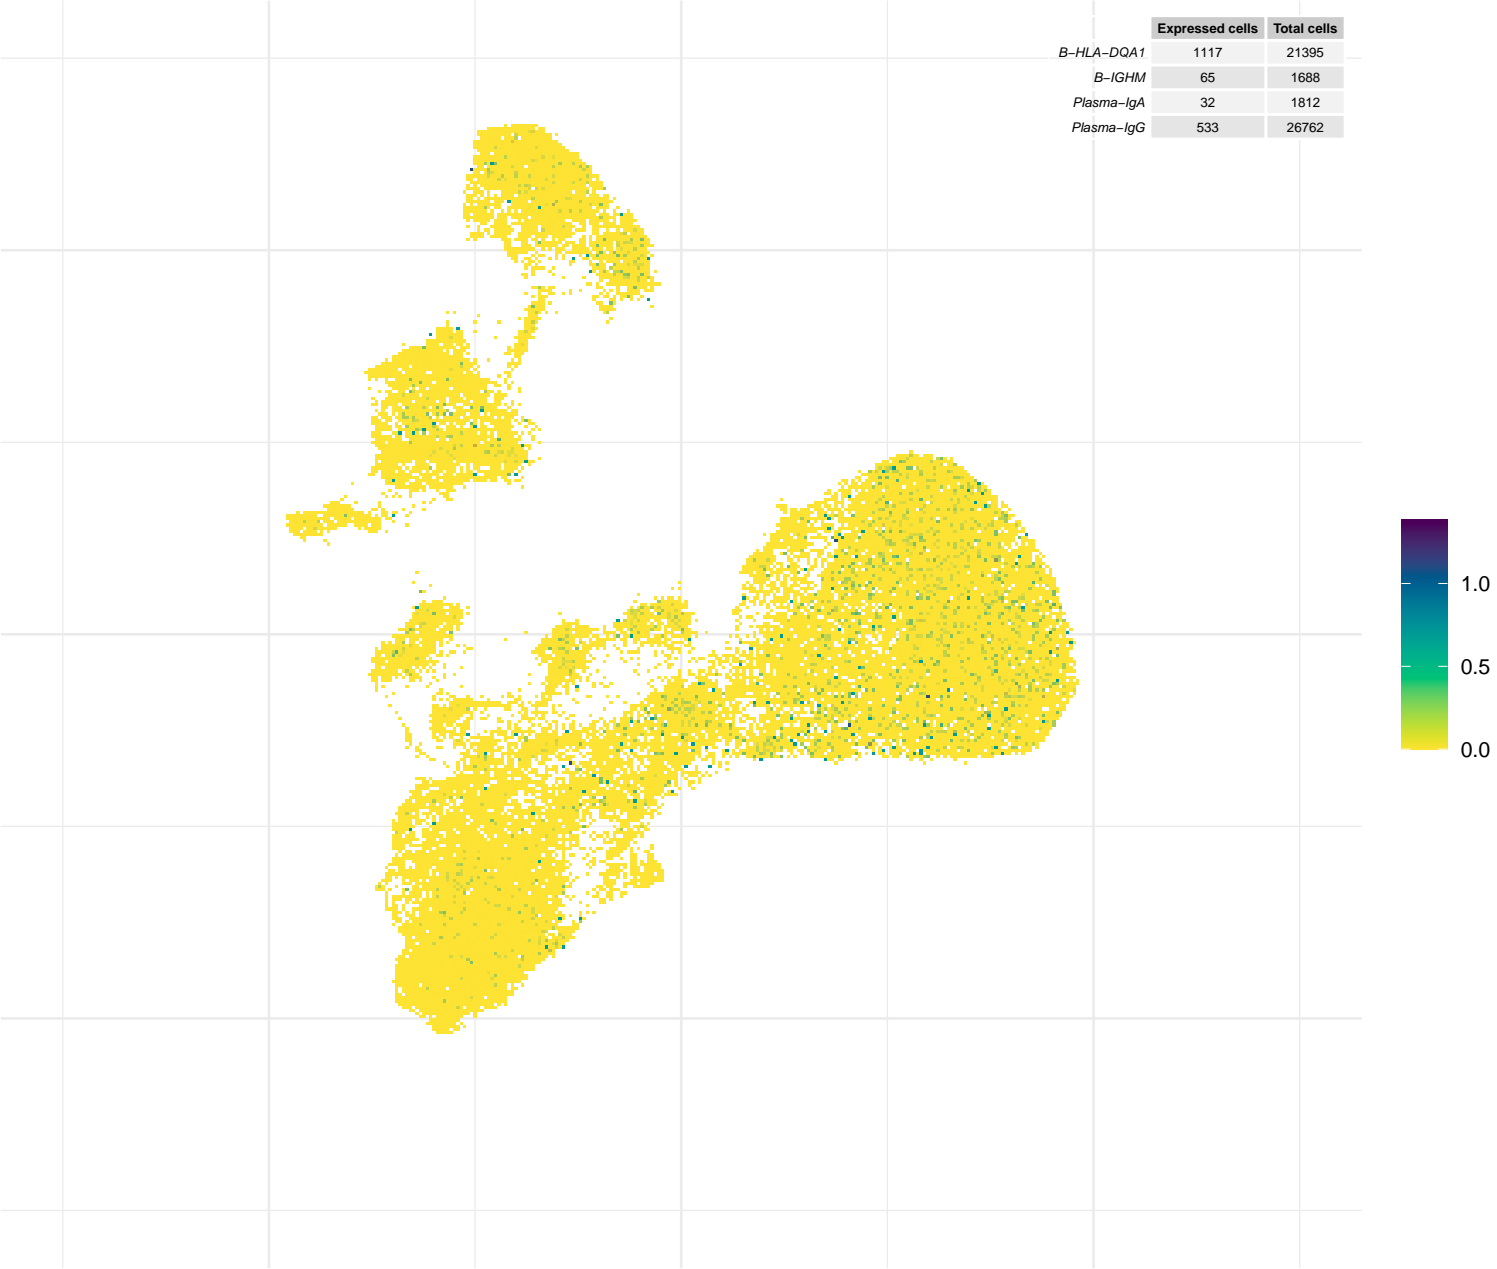 Expressed cells Total cells
B−HLA−DQA1 1117 21395
B−IGHM 65 1688
Plasma−IgA 32 1812
Plasma−IgG 533 26762
1.0
0.5
0.0